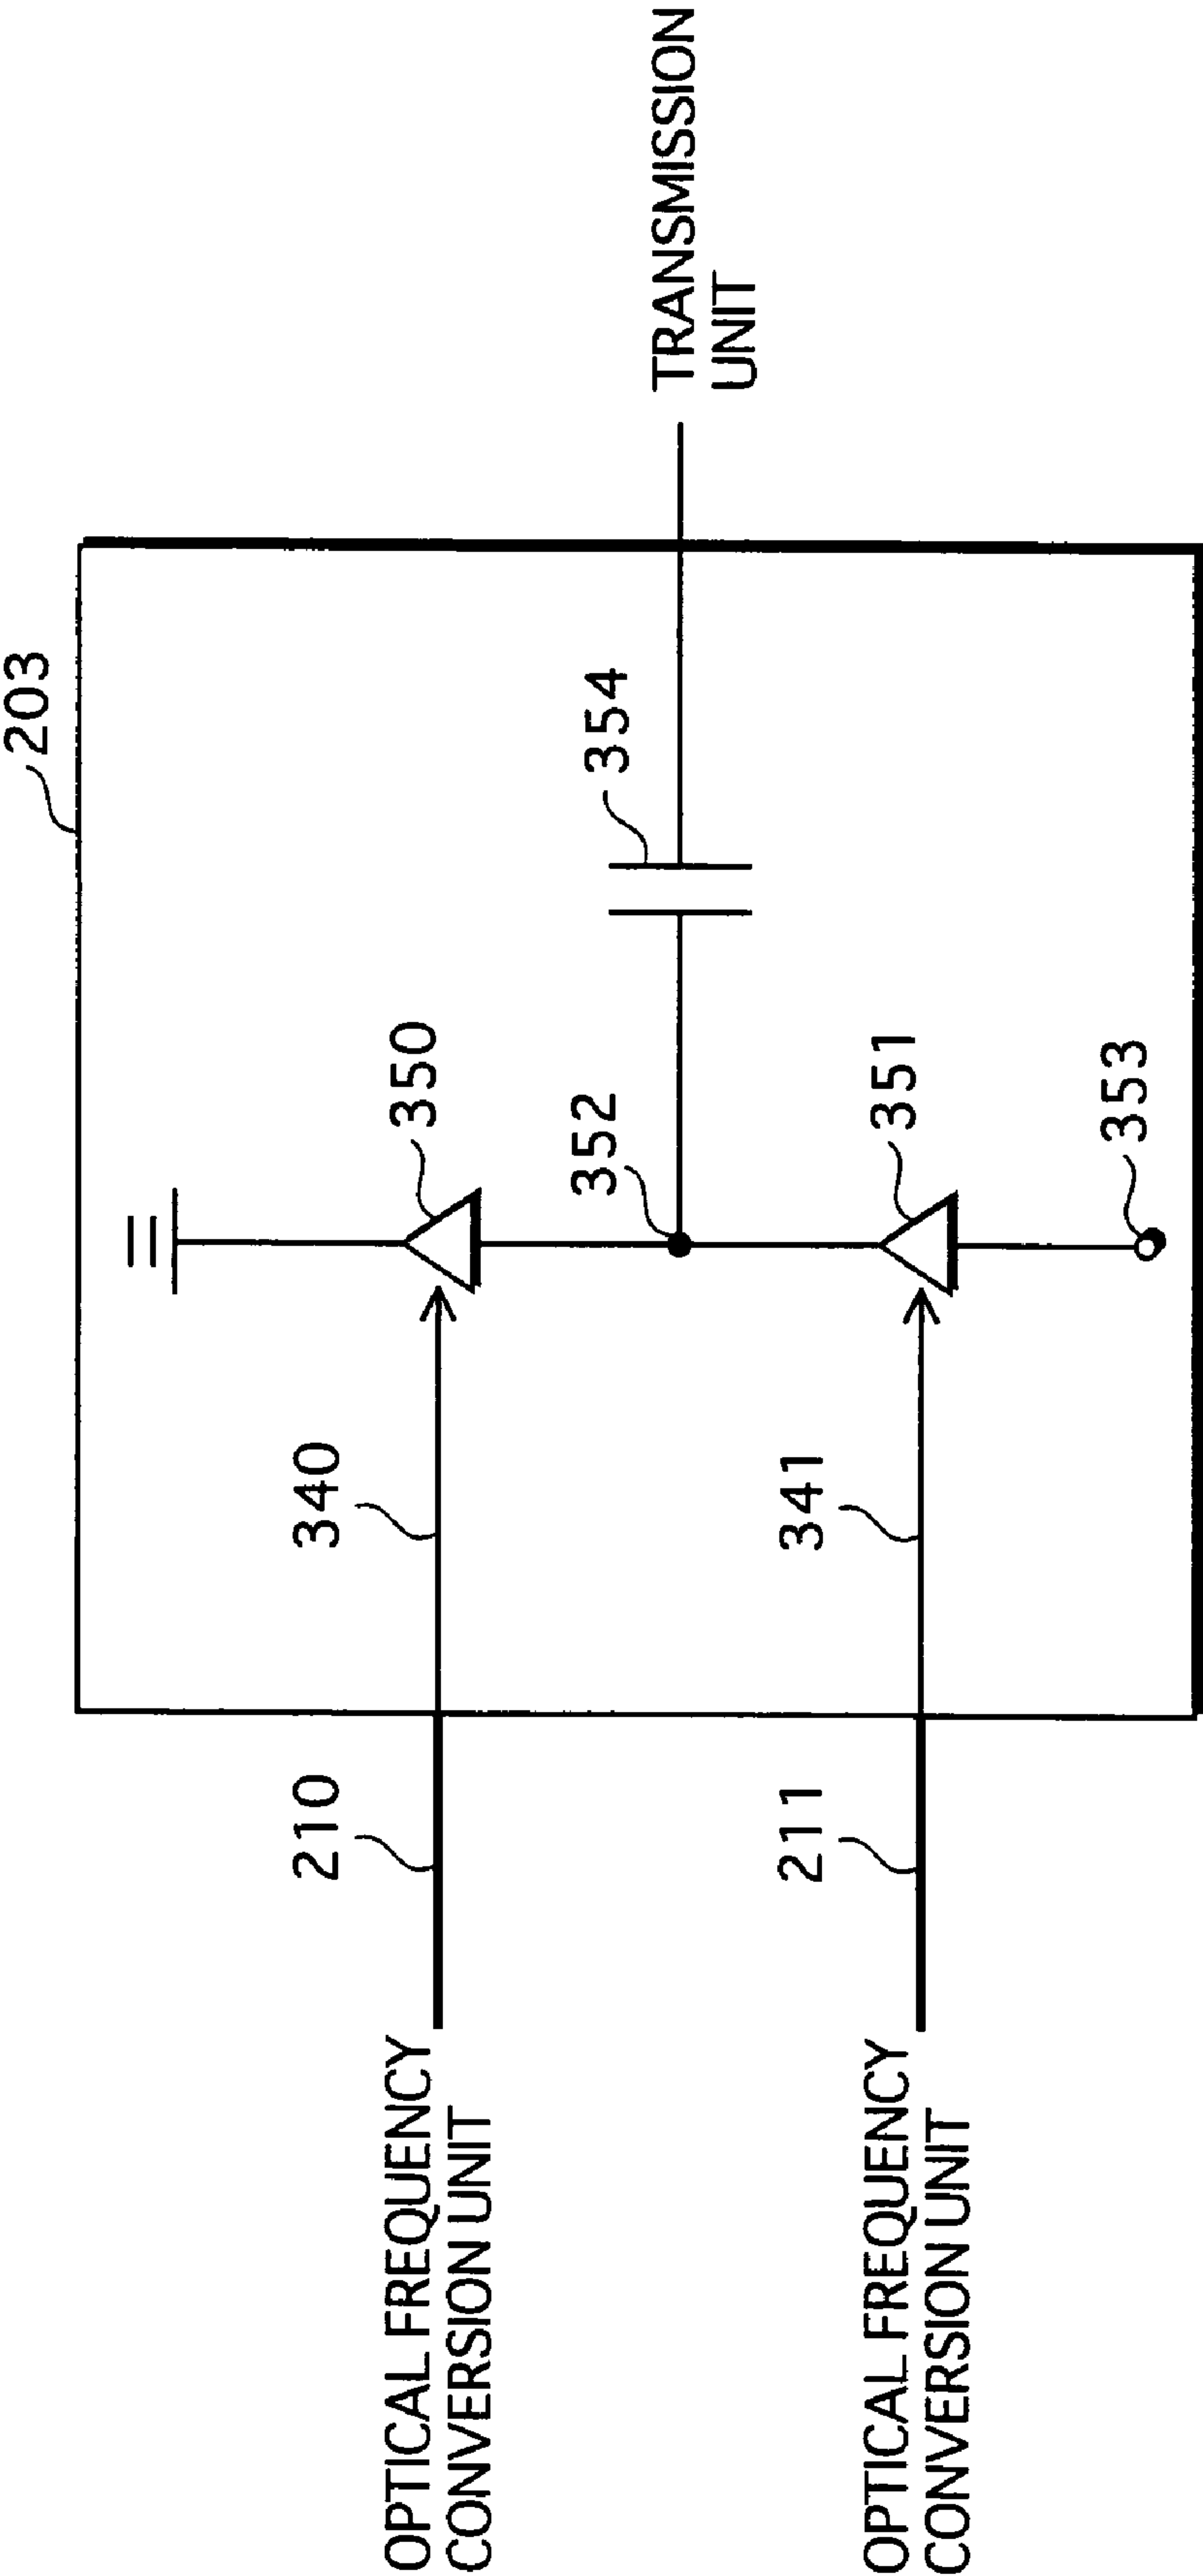 203
OPTICAL FREQUENCY
CONVERSION UNIT
210
340
350
352
354
TRANSMISSION
UNIT
OPTICAL FREQUENCY
CONVERSION UNIT
211
341
351
353